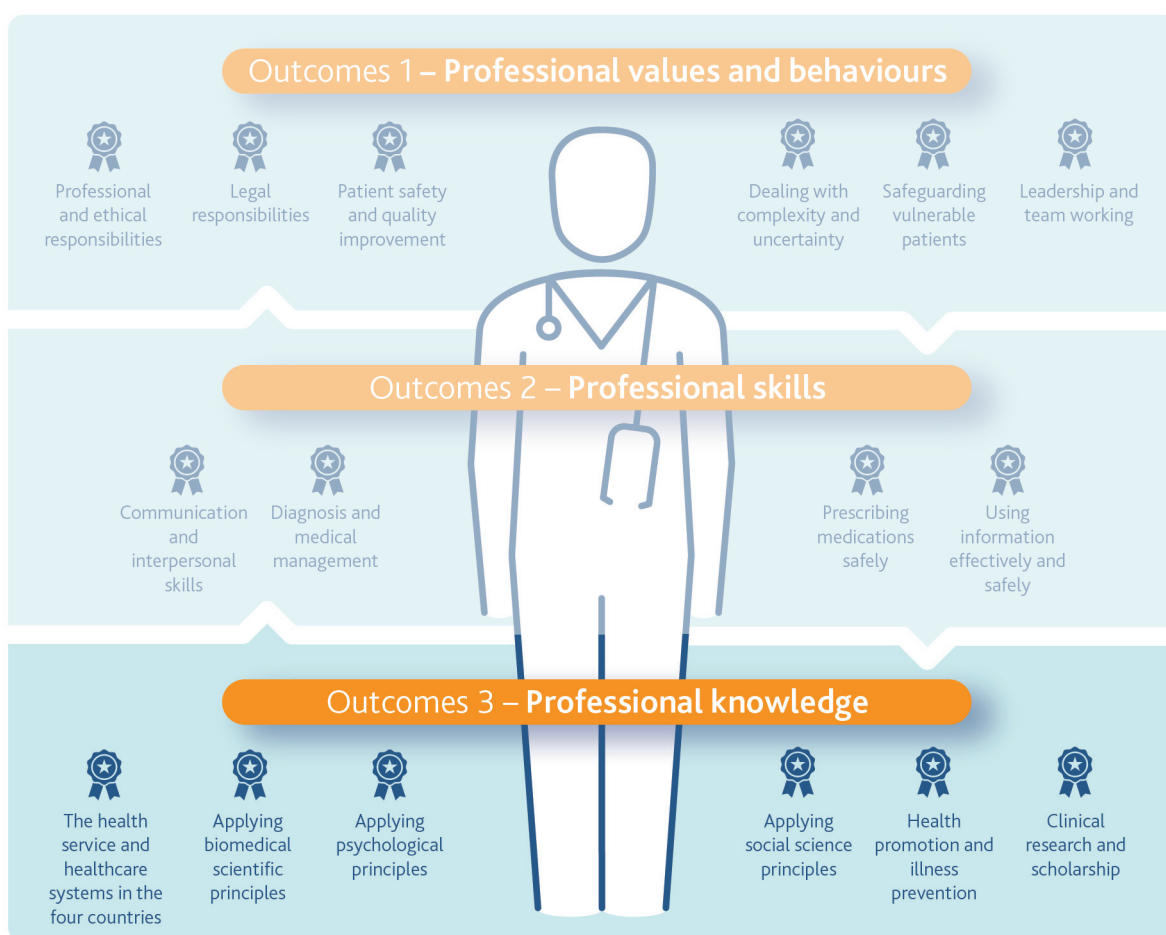 Outcomes 1 – Professional values and behaviours
Professional
and ethical
responsibilities
Legal
responsibilities
Patient safety
and quality
improvement
Dealing with
complexity and
uncertainty
Safeguarding
vulnerable
patients
Leadership and
team working
Outcomes 2 – Professional skills
Communication
and
interpersonal
skills
Diagnosis and
medical
management
Prescribing
medications
safely
Using
information
effectively and
safely
Outcomes 3 – Professional knowledge
The health
service and
healthcare
systems in the
four countries
Applying
biomedical
scientific
principles
Applying
psychological
principles
Applying
social science
principles
Health
promotion and
illness
prevention
Clinical
research and
scholarship